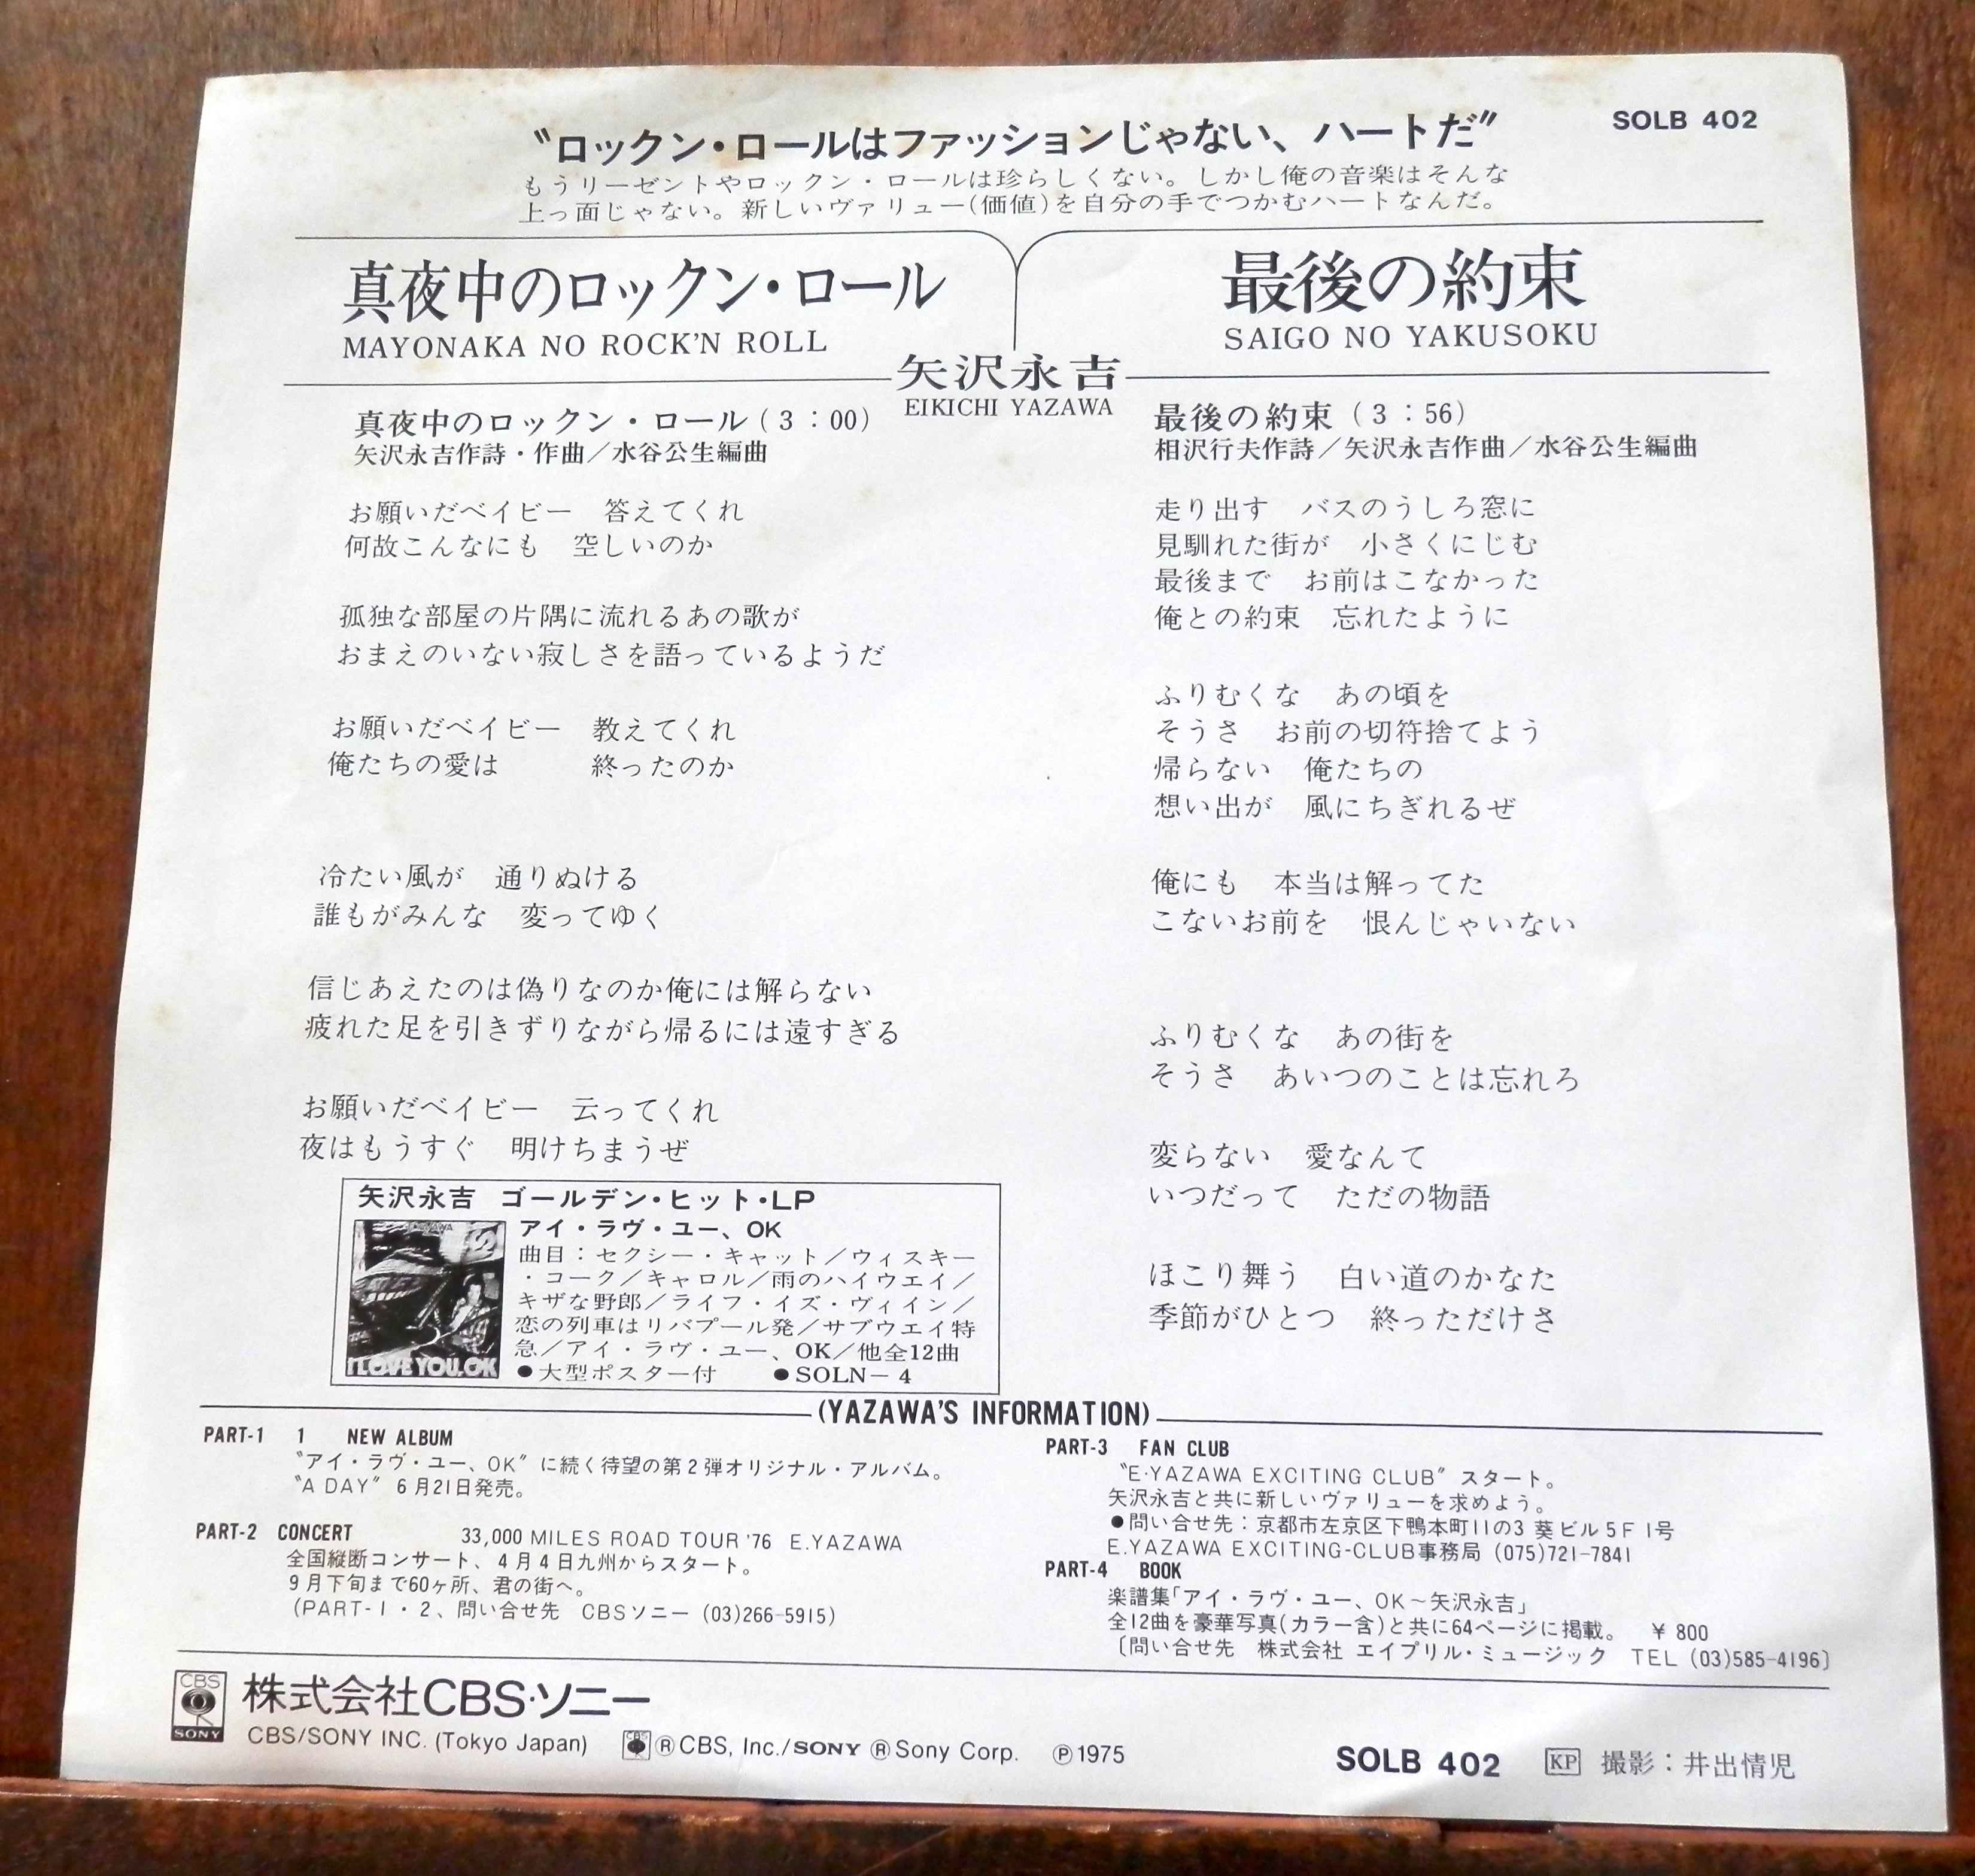 SOLB 402
〝ロックン・ロールはファッションじゃない、ハートだ〞
もうリーゼントやロックン・ロールは珍らしくない。しかし俺の音楽はそんな
上っ面じゃない。新しいヴァリュー(価値)を自分の手でつかむハートなんだ。
真夜中のロックン・ロール
MAYONAKA NO ROCK'N ROLL
最後の約束
SAIGO NO YAKUSOKU
矢沢永吉
EIKICHI YAZAWA
真夜中のロックン・ロール(3:00)
矢沢永吉作詩・作曲/水谷公生編曲
お願いだベイビー 答えてくれ
何故こんなにも 空しいのか
孤独な部屋の片隅に流れるあの歌が
おまえのいない寂しさを語っているようだ
お願いだベイビー 教えてくれ
俺たちの愛は 終ったのか
冷たい風が 通りぬける
誰もがみんな 変ってゆく
信じあえたのは偽りなのか俺には解らない
疲れた足を引きずりながら帰るには遠すぎる
お願いだベイビー 云ってくれ
夜はもうすぐ 明けちまうぜ
最後の約束(3:56)
相沢行夫作詩/矢沢永吉作曲/水谷公生編曲
走り出す バスのうしろ窓に
見馴れた街が 小さくにじむ
最後まで お前はこなかった
俺との約束 忘れたように
ふりむくな あの頃を
そうさ お前の切符捨てよう
帰らない 俺たちの
想い出が 風にちぎれるぜ
俺にも 本当は解ってた
こないお前を 恨んじゃいない
ふりむくな あの街を
そうさ あいつのことは忘れろ
変らない 愛なんて
いつだって ただの物語
ほこり舞う 白い道のかなた
季節がひとつ 終っただけさ
矢沢永吉 ゴールデン・ヒット・LP
I LOVE YOU, OK
アイ・ラヴ・ユー、OK
曲目:セクシー・キャット/ウィスキー
・コーク/キャロル/雨のハイウエイ/
キザな野郎/ライフ・イズ・ヴィイン/
恋の列車はリバプール発/サブウエイ特
急/アイ・ラヴ・ユー、OK/他全12曲
●大型ポスター付 ●SOLN－4
(YAZAWA'S INFORMATION)
PART-1 1 NEW ALBUM
〝アイ・ラヴ・ユー、OK〞に続く待望の第2弾オリジナル・アルバム。
〝A DAY〞6月21日発売。
PART-2 CONCERT 33,000 MILES ROAD TOUR '76 E.YAZAWA
全国縦断コンサート、4月4日九州からスタート。
9月下旬まで60ヶ所、君の街へ。
(PART-1・2、問い合せ先 CBSソニー (03)266-5915)
PART-3 FAN CLUB
〝E・YAZAWA EXCITING CLUB〞スタート。
矢沢永吉と共に新しいヴァリューを求めよう。
●問い合せ先:京都市左京区下鴨本町11の3 葵ビル5F 1号
E.YAZAWA EXCITING-CLUB事務局 (075)721-7841
PART-4 BOOK
楽譜集「アイ・ラヴ・ユー、OK～矢沢永吉」
全12曲を豪華写真(カラー含)と共に64ページに掲載。 ¥800
〔問い合せ先 株式会社 エイプリル・ミュージック TEL (03)585-4196〕
CBS
SONY
株式会社CBS・ソニー
CBS/SONY INC. (Tokyo Japan) ®CBS, Inc./SONY ®Sony Corp. ℗1975
SOLB 402 KP 撮影:井出情児